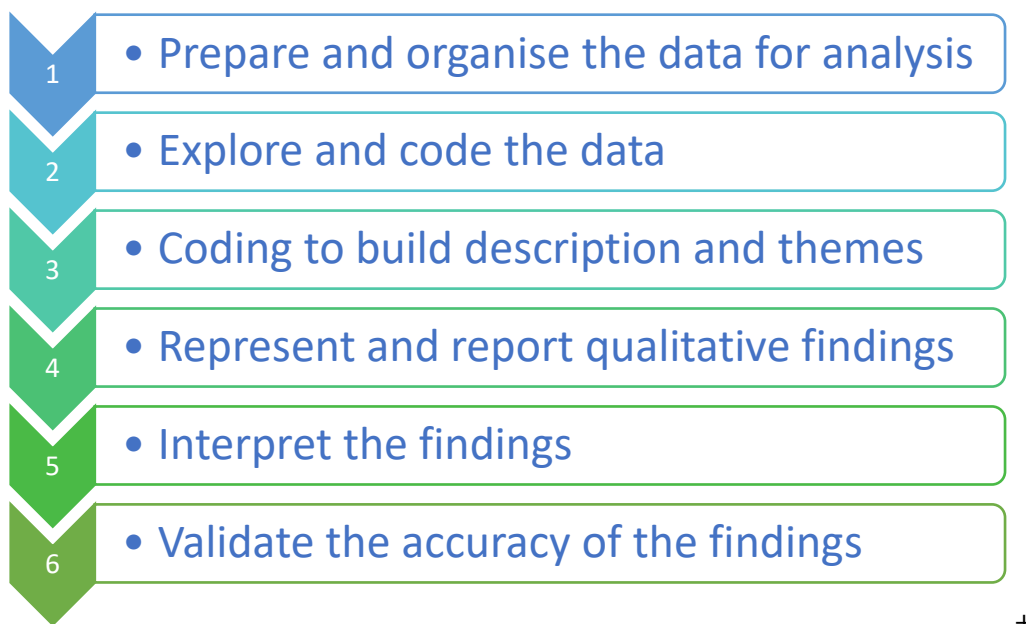 1 • Prepare and organise the data for analysis
2 • Explore and code the data
3 • Coding to build description and themes
4 • Represent and report qualitative findings
5 • Interpret the findings
6 • Validate the accuracy of the findings